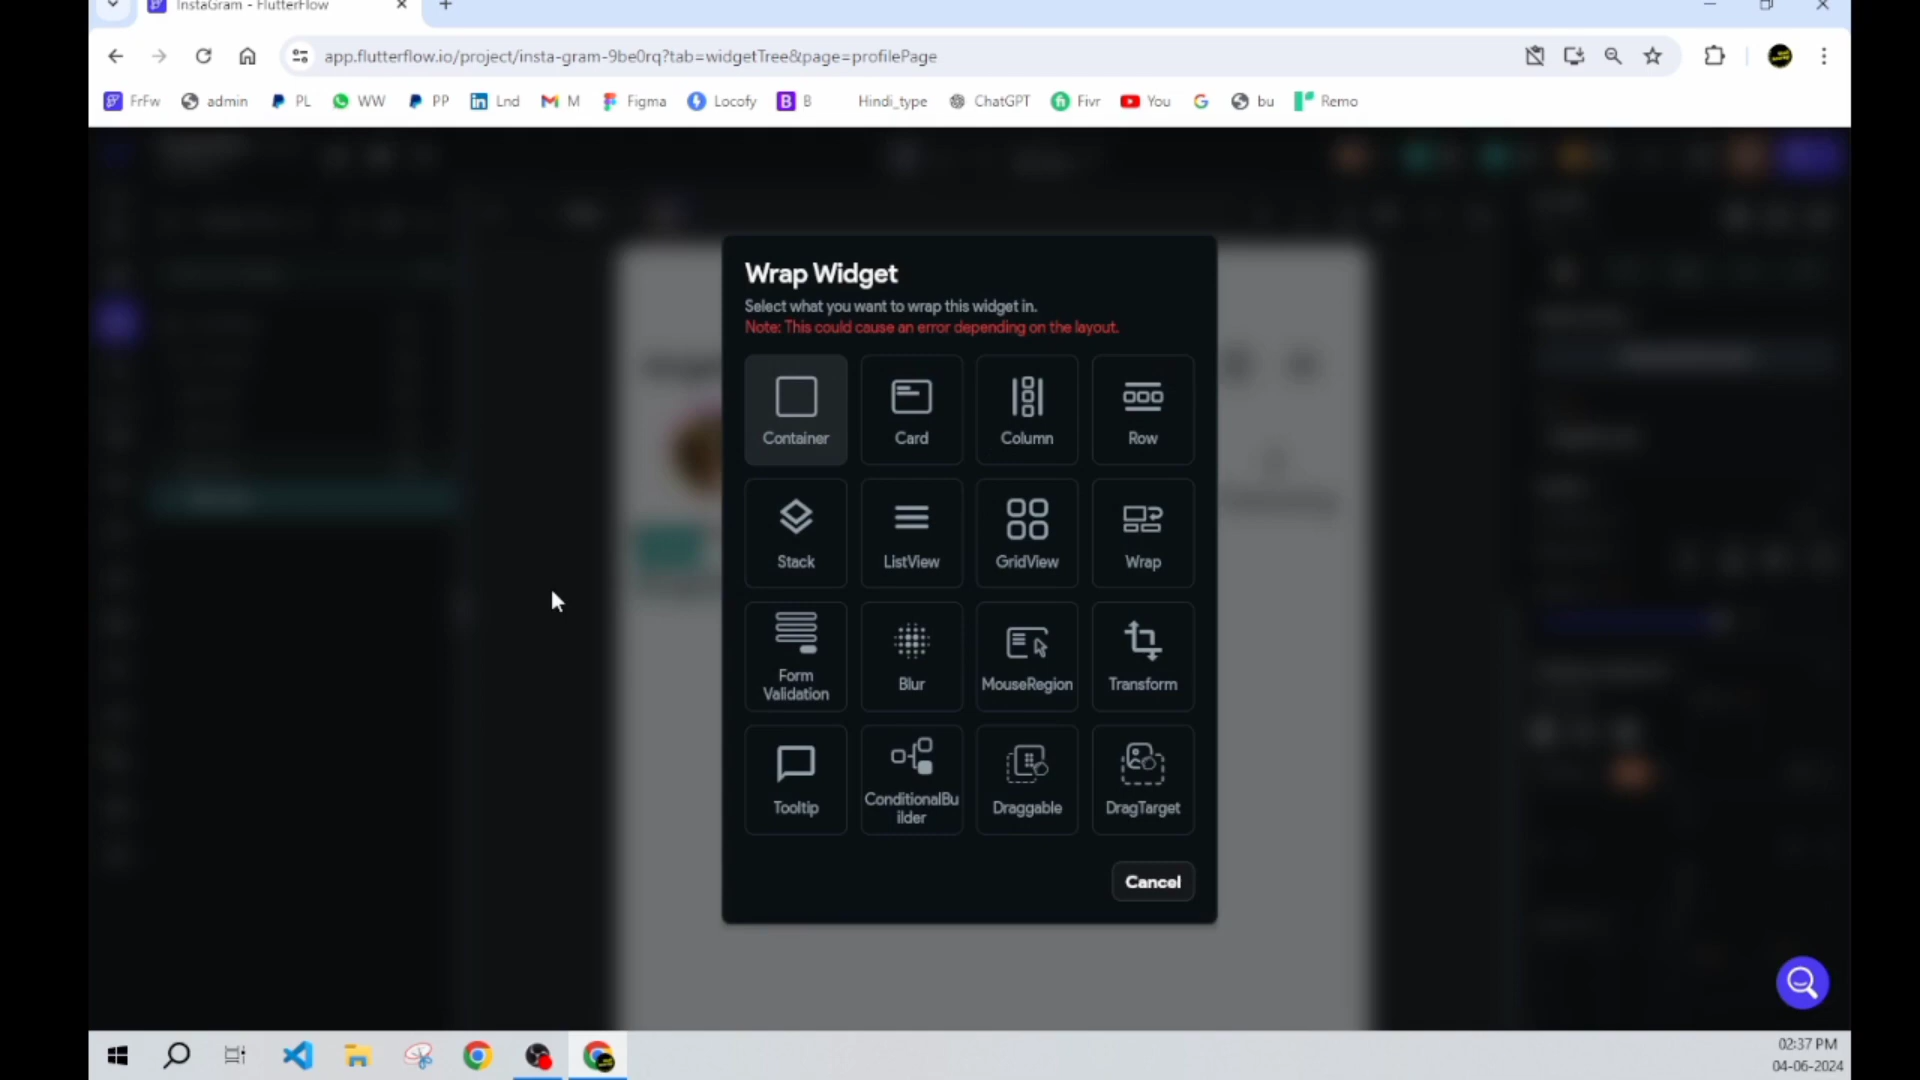 InstaGram - FlutterFlow
app.flutterflow.io/project/insta-gram-9be0rq?tab=widgetTree&page=profilePage
FrFw admin PL WW PP Lnd M Figma Locofy B Hindi_type ChatGPT Fivr You bu Remo
Wrap Widget
Select what you want to wrap this widget in.
Note: This could cause an error depending on the layout.
Container Card Column Row
Stack ListView GridView Wrap
Form Validation Blur MouseRegion Transform
Tooltip ConditionalBu
ilder Draggable DragTarget
Cancel
02:37 PM
04-06-2024